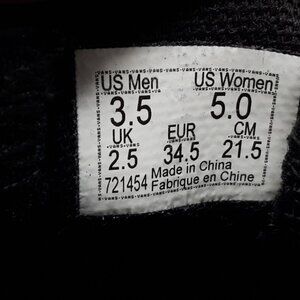 US Men US Women
3.5 5.0
UK EUR CM
2.5 34.5 21.5
721454 Made in China
Fabrique en Chine